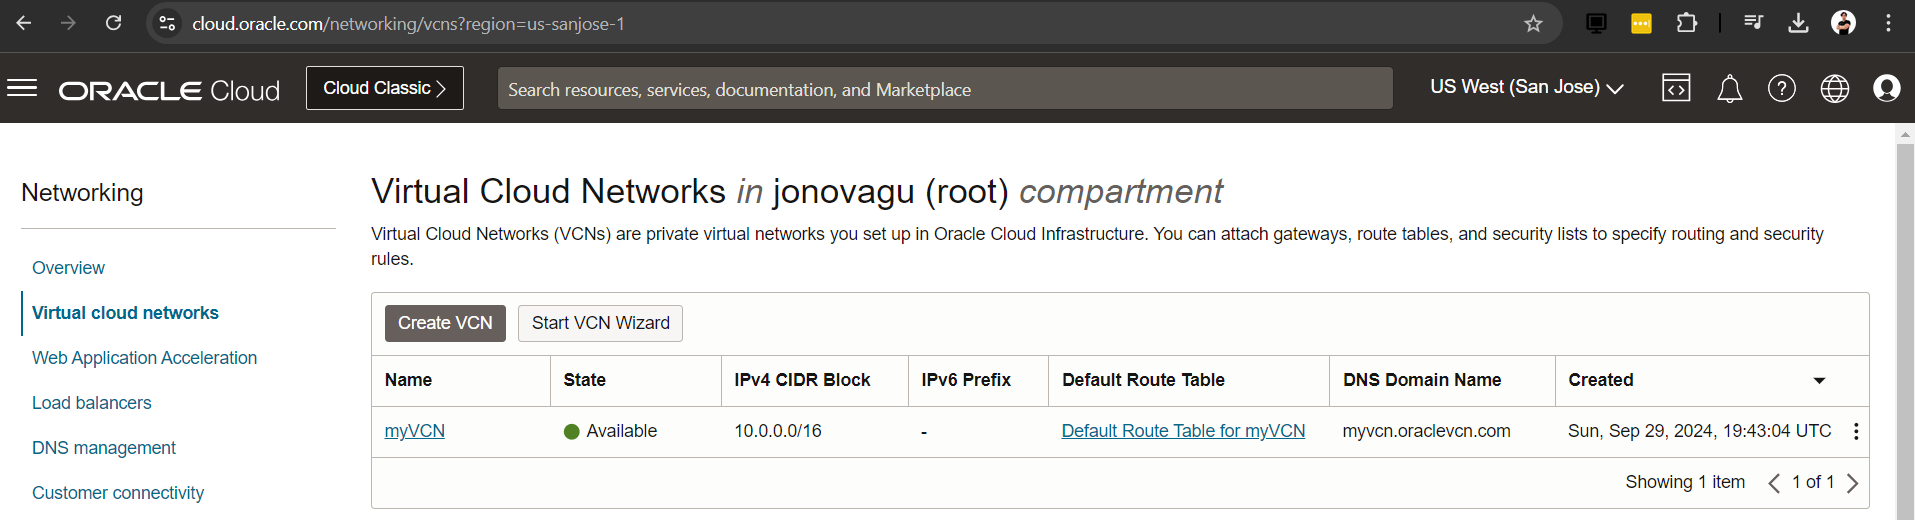 cloud.oracle.com/networking/vcns?region=us-sanjose-1
ORACLE Cloud
Cloud Classic
Search resources, services, documentation, and Marketplace
US West (San Jose)
Networking
Overview
Virtual cloud networks
Web Application Acceleration
Load balancers
DNS management
Customer connectivity
Virtual Cloud Networks in jonovagu (root) compartment
Virtual Cloud Networks (VCNs) are private virtual networks you set up in Oracle Cloud Infrastructure. You can attach gateways, route tables, and security lists to specify routing and security
rules.
Create VCN Start VCN Wizard
Name State IPv4 CIDR Block IPv6 Prefix Default Route Table DNS Domain Name Created
myVCN Available 10.0.0.0/16 - Default Route Table for myVCN myvcn.oraclevcn.com Sun, Sep 29, 2024, 19:43:04 UTC
Showing 1 item 1 of 1